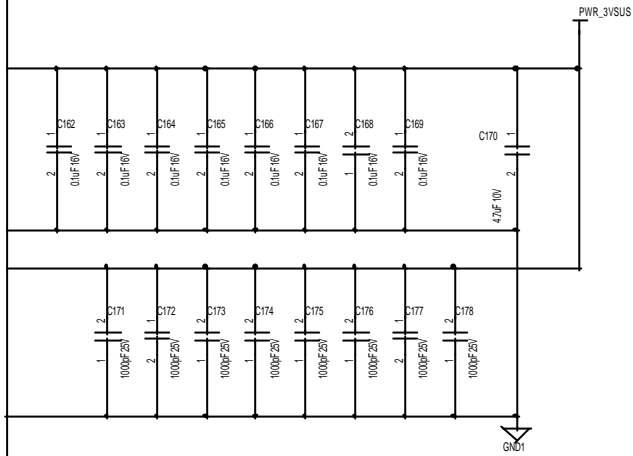 PWR_3VSUS
C162 C163 C164 C165 C166 C167 C168 C169 C170
1 1 1 1 1 1 2 1 1
2 2 2 2 2 2 1 2 2
0.1uF 16V 0.1uF 16V 0.1uF 16V 0.1uF 16V 0.1uF 16V 0.1uF 16V 0.1uF 16V 0.1uF 16V 4.7uF 10V
C171 C172 C173 C174 C175 C176 C177 C178
2 1 2 2 2 2 1 2
1 2 1 1 1 1 2 1
1000pF 25V 1000pF 25V 1000pF 25V 1000pF 25V 1000pF 25V 1000pF 25V 1000pF 25V 1000pF 25V
GND1